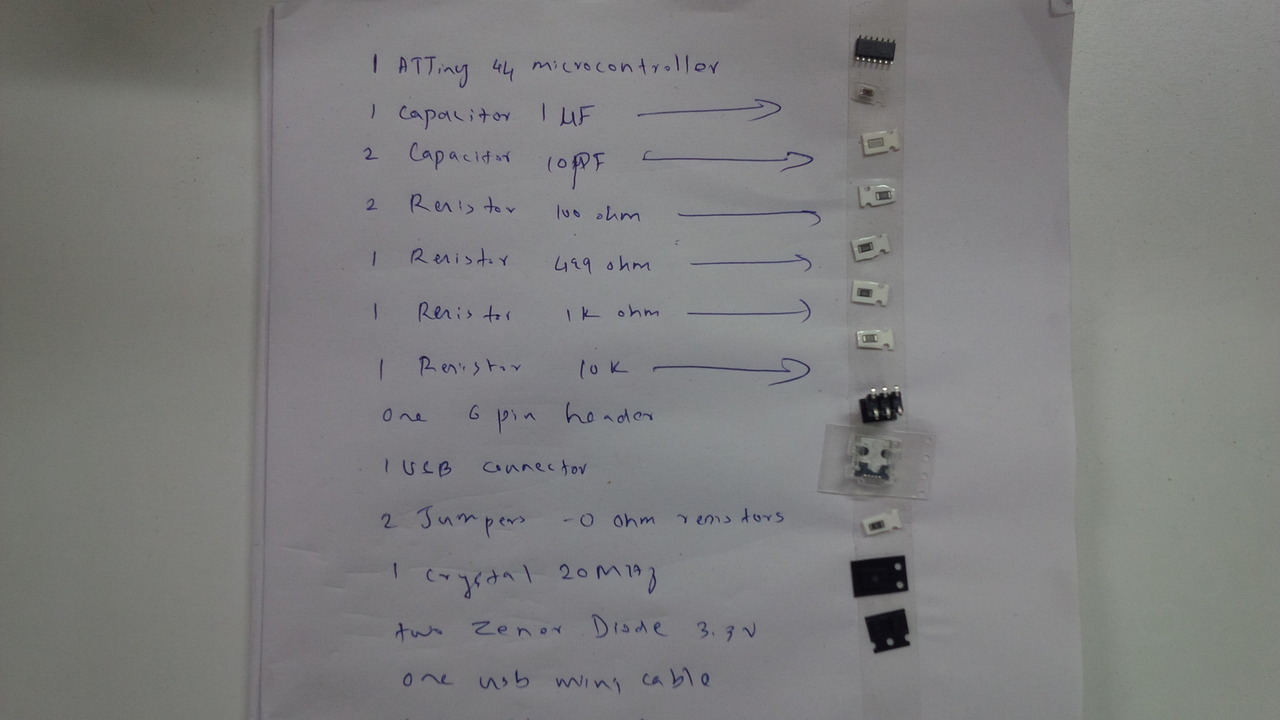 1 ATTiny 44 microcontroller
1 Capacitor 1 µF
2 Capacitor 10pF
2 Resistor 100 ohm
1 Resistor 499 ohm
1 Resistor 1K ohm
1 Resistor 10K
one 6 pin header
1 USB connector
2 Jumpers - 0 ohm resistors
1 Crystal 20MHz
two Zenor Diode 3.3V
one usb mini cable